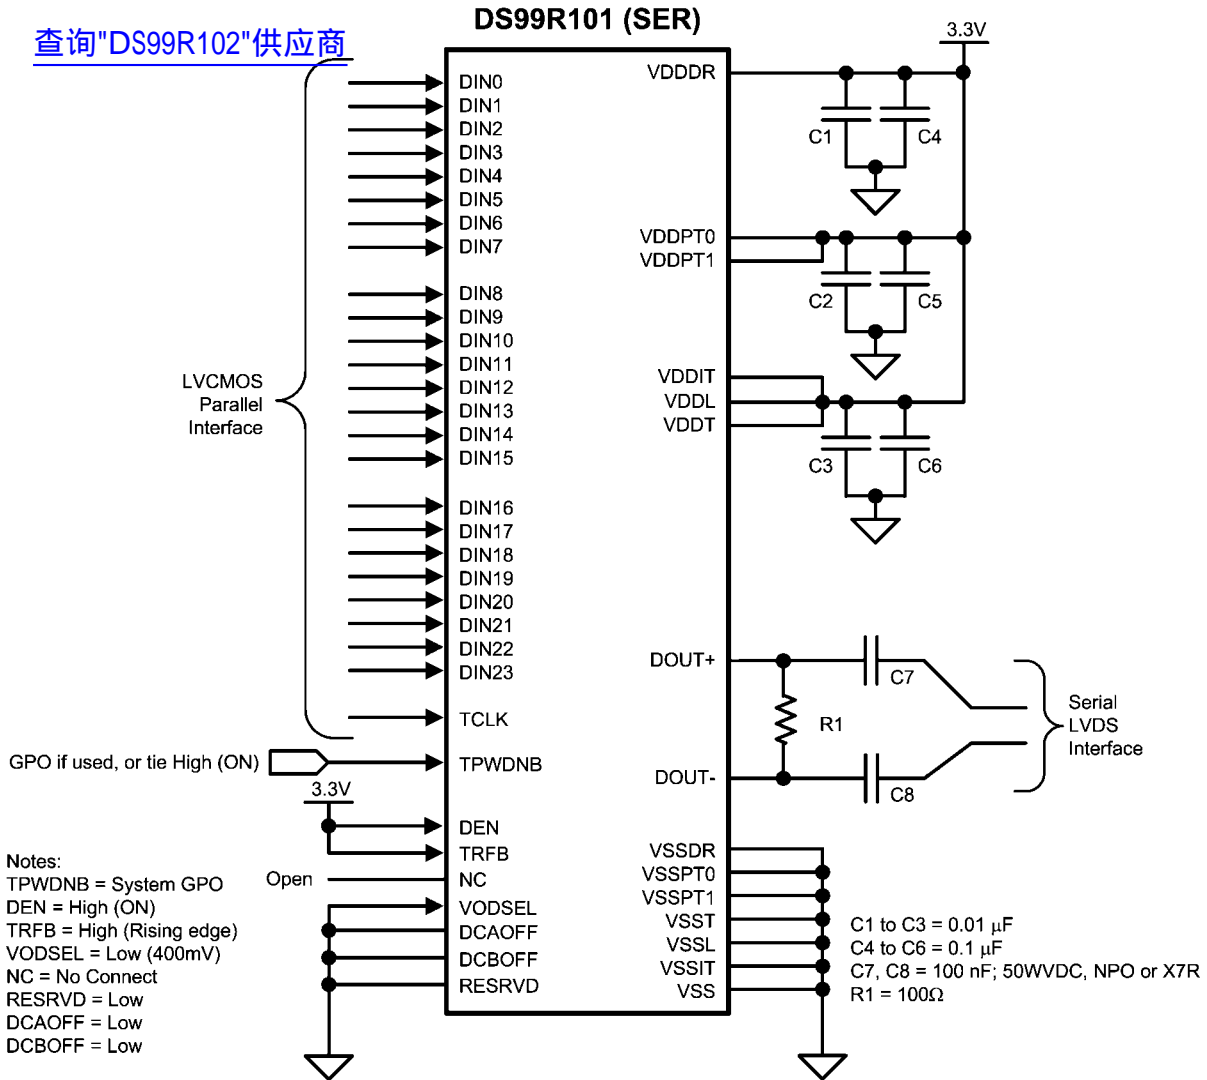 DS99R101 (SER)
查询"DS99R102"供应商
3.3V
DIN0
DIN1
DIN2
DIN3
DIN4
DIN5
DIN6
DIN7
DIN8
DIN9
DIN10
DIN11
DIN12
DIN13
DIN14
DIN15
DIN16
DIN17
DIN18
DIN19
DIN20
DIN21
DIN22
DIN23
TCLK
TPWDNB
DEN
TRFB
NC
VODSEL
DCAOFF
DCBOFF
RESRVD
LVCMOS
Parallel
Interface
GPO if used, or tie High (ON)
3.3V
Open
Notes:
TPWDNB = System GPO
DEN = High (ON)
TRFB = High (Rising edge)
VODSEL = Low (400mV)
NC = No Connect
RESRVD = Low
DCAOFF = Low
DCBOFF = Low
VDDDR
C1
C4
VDDPT0
VDDPT1
C2
C5
VDDIT
VDDL
VDDT
C3
C6
DOUT+
C7
R1
DOUT-
C8
Serial
LVDS
Interface
VSSDR
VSSPT0
VSSPT1
VSST
VSSL
VSSIT
VSS
C1 to C3 = 0.01 μF
C4 to C6 = 0.1 μF
C7, C8 = 100 nF; 50WVDC, NPO or X7R
R1 = 100Ω